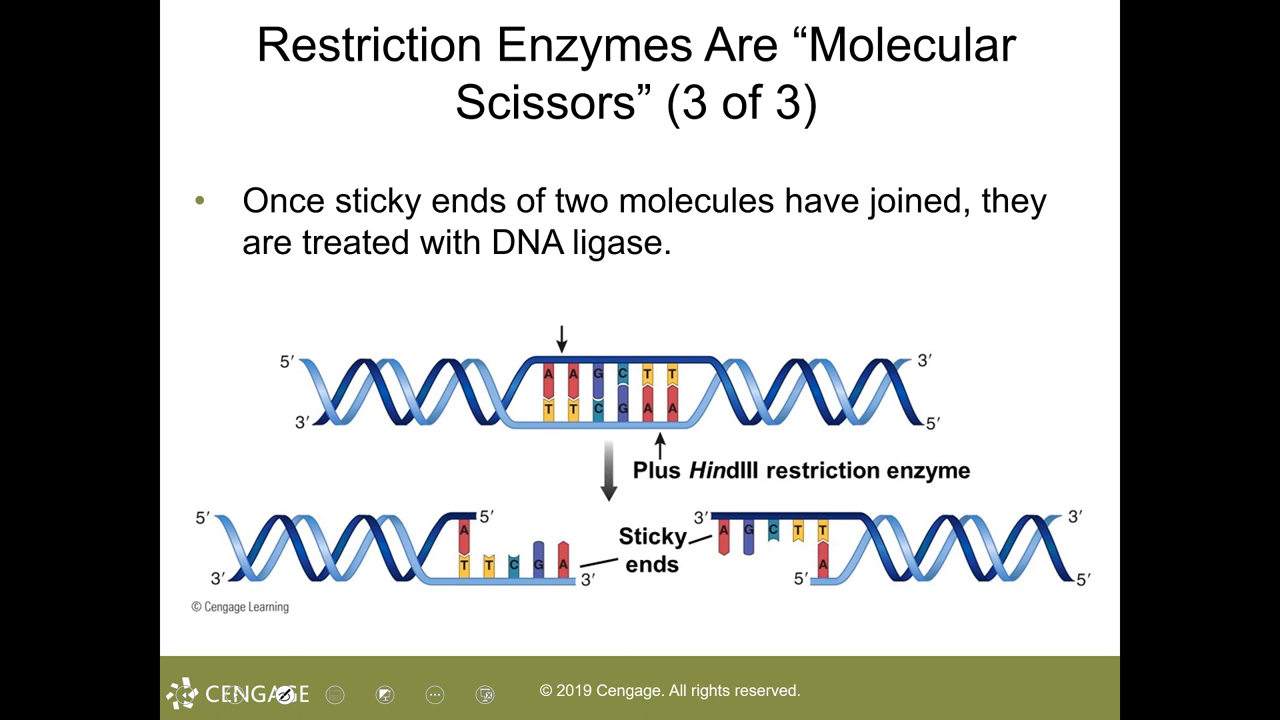 Restriction Enzymes Are “Molecular
Scissors” (3 of 3)
• Once sticky ends of two molecules have joined, they
are treated with DNA ligase.
5′ 3′
A A G C T T
T T C G A A
3′ 5′
Plus HindIII restriction enzyme
5′ 5′ 3′ 3′
A A G C T T
Sticky
ends
T T C G A A
3′ 3′ 5′ 5′
© Cengage Learning
CENGAGE
© 2019 Cengage. All rights reserved.